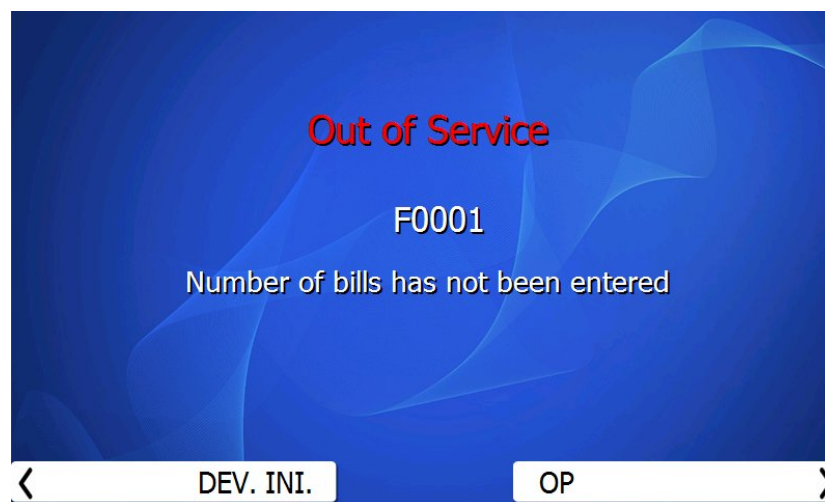 Out of Service
F0001
Number of bills has not been entered
DEV. INI.
OP